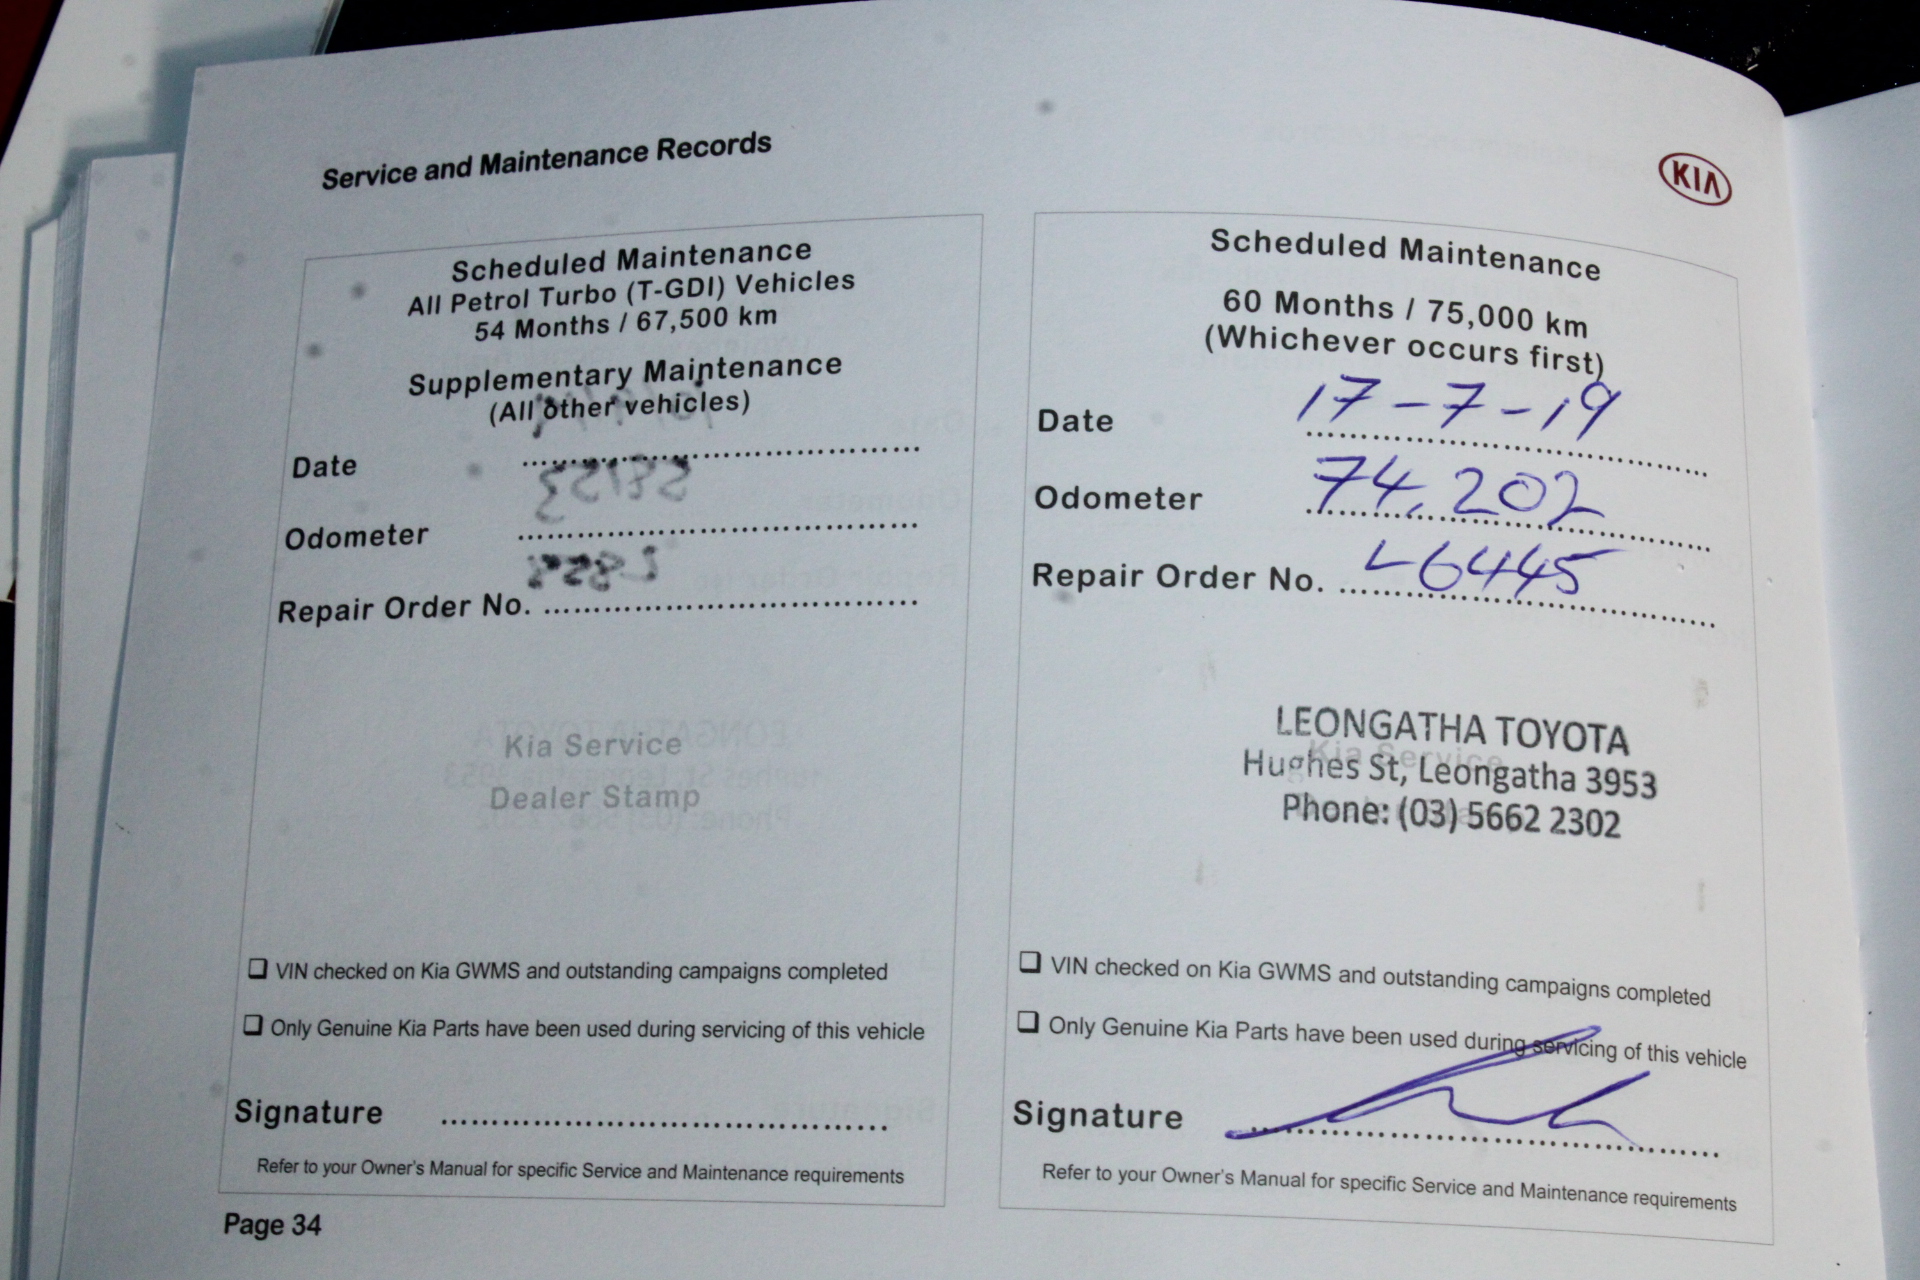 Service and Maintenance Records
KIA
Scheduled Maintenance
All Petrol Turbo (T-GDI) Vehicles
54 Months / 67,500 km
Supplementary Maintenance
(All other vehicles)
Date
Odometer
Repair Order No.
Kia Service
Dealer Stamp
❑ VIN checked on Kia GWMS and outstanding campaigns completed
❑ Only Genuine Kia Parts have been used during servicing of this vehicle
Signature
Refer to your Owner's Manual for specific Service and Maintenance requirements
Page 34
Scheduled Maintenance
60 Months / 75,000 km
(Whichever occurs first)
Date 17-7-19
Odometer 74,202
Repair Order No. L6445
Kia Service
LEONGATHA TOYOTA
Hughes St, Leongatha 3953
Phone: (03) 5662 2302
❑ VIN checked on Kia GWMS and outstanding campaigns completed
❑ Only Genuine Kia Parts have been used during servicing of this vehicle
Signature
Refer to your Owner's Manual for specific Service and Maintenance requirements